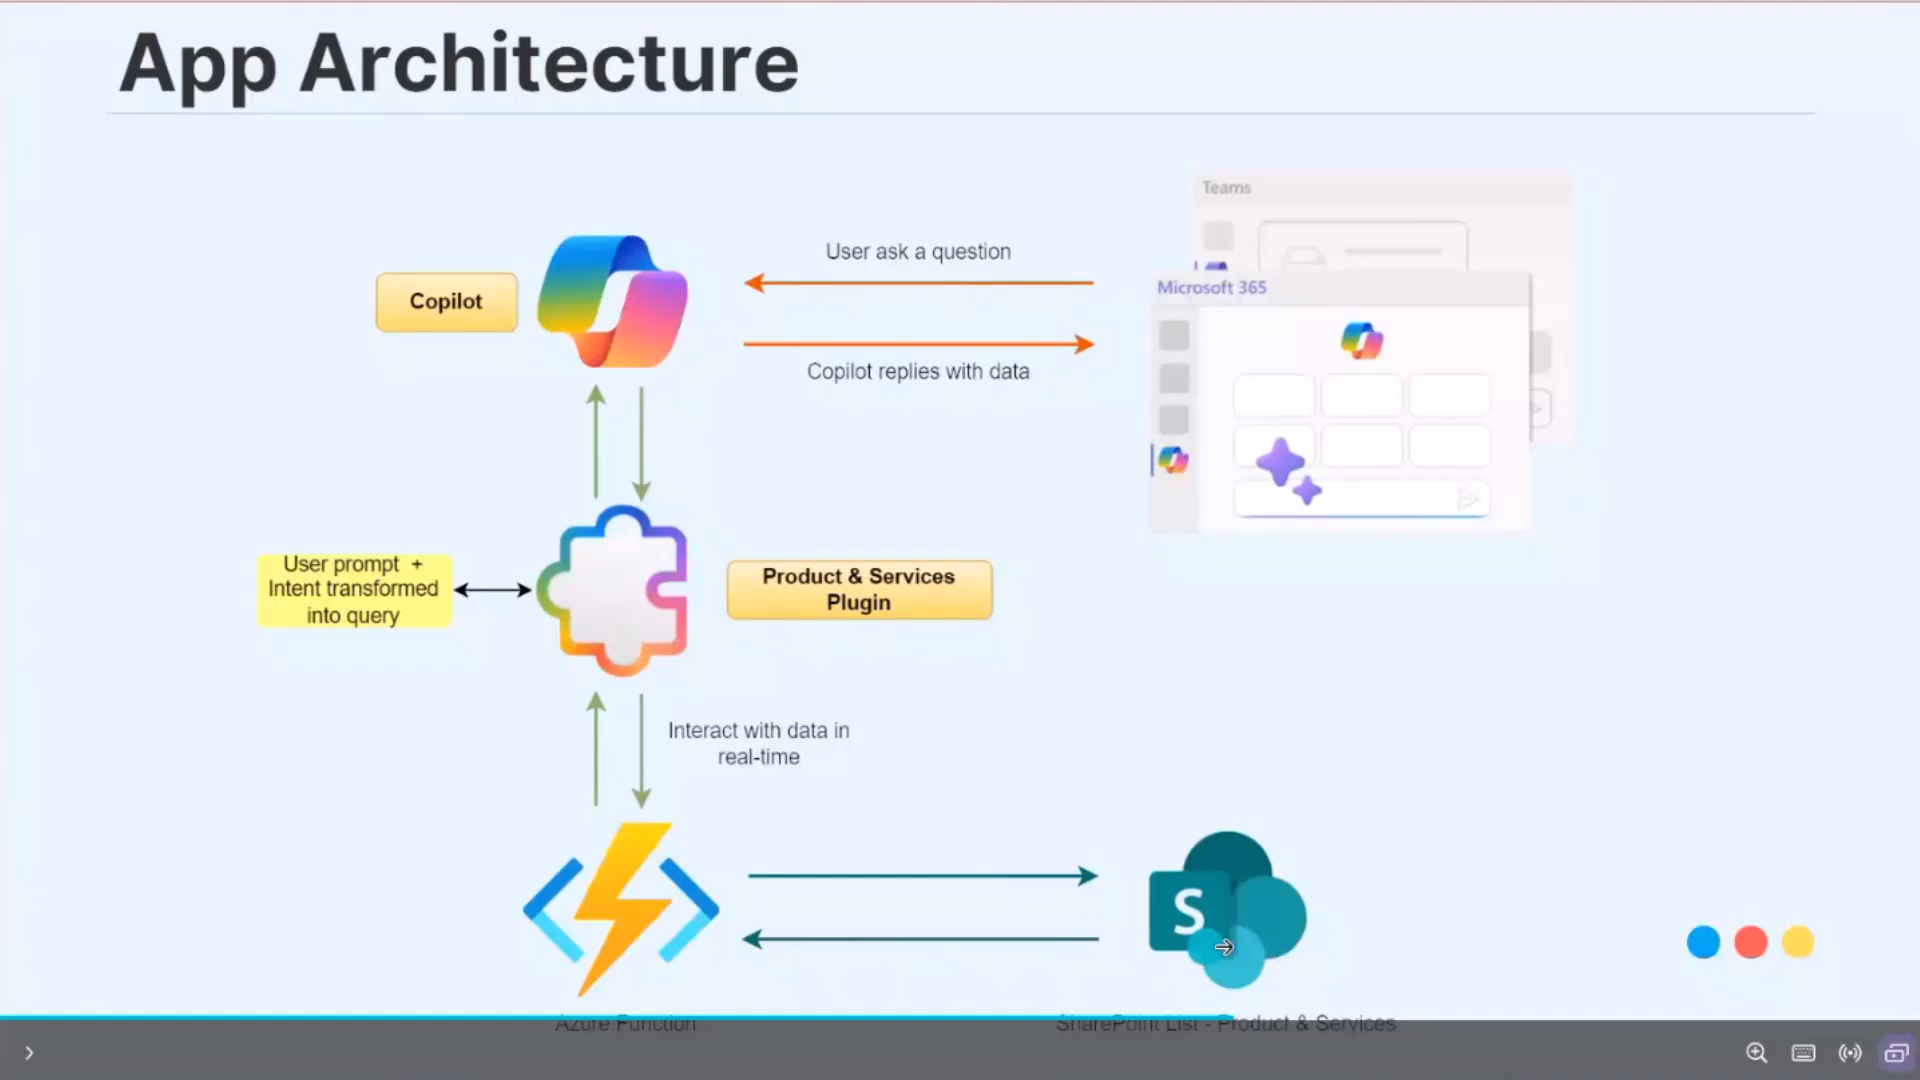 App Architecture
Teams
User ask a question
Microsoft 365
Copilot
Copilot replies with data
User prompt +
Intent transformed
into query
Product & Services
Plugin
Interact with data in
real-time
S
Azure Function
SharePoint List - Product & Services